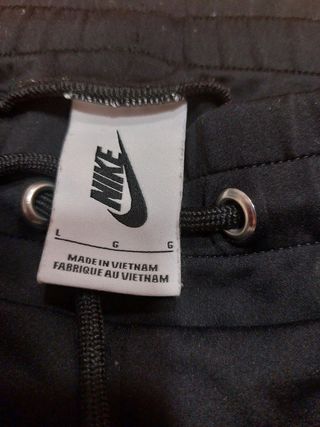 NIKE
L G G
MADE IN VIETNAM
FABRIQUE AU VIETNAM